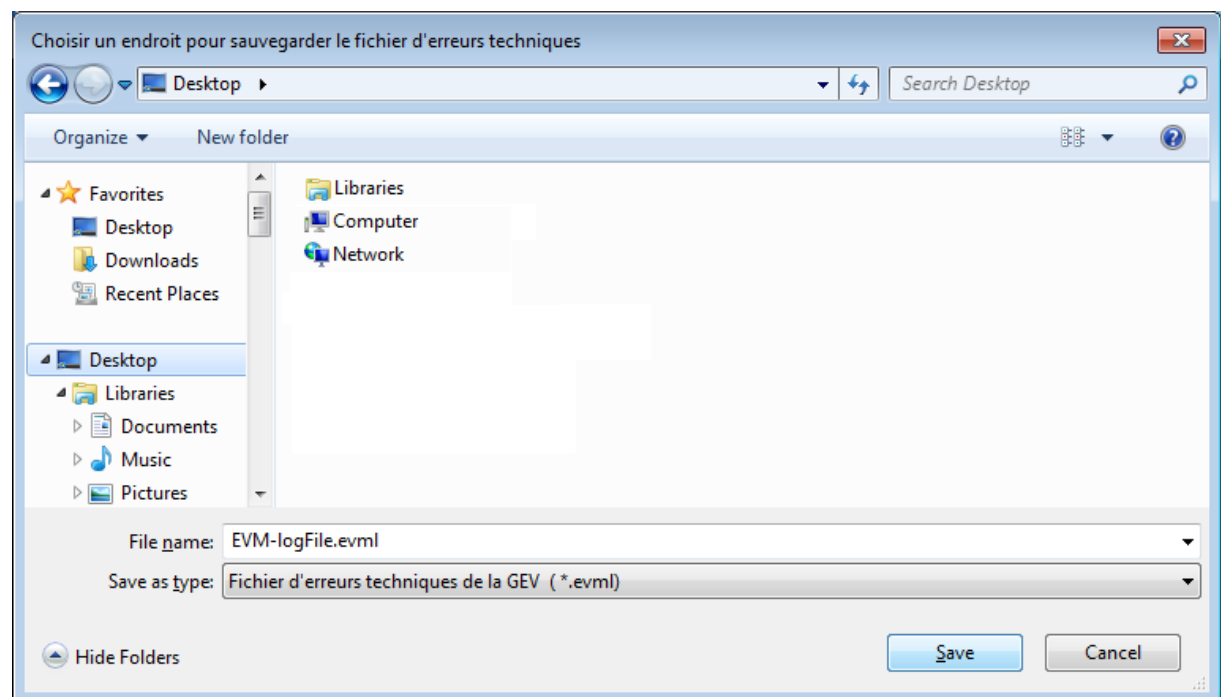 Choisir un endroit pour sauvegarder le fichier d'erreurs techniques
Desktop
Search Desktop
Organize
New folder
Favorites
Desktop
Downloads
Recent Places
Desktop
Libraries
Documents
Music
Pictures
Libraries
Computer
Network
File name: EVM-logFile.evml
Save as type: Fichier d'erreurs techniques de la GEV (*.evml)
Hide Folders
Save
Cancel